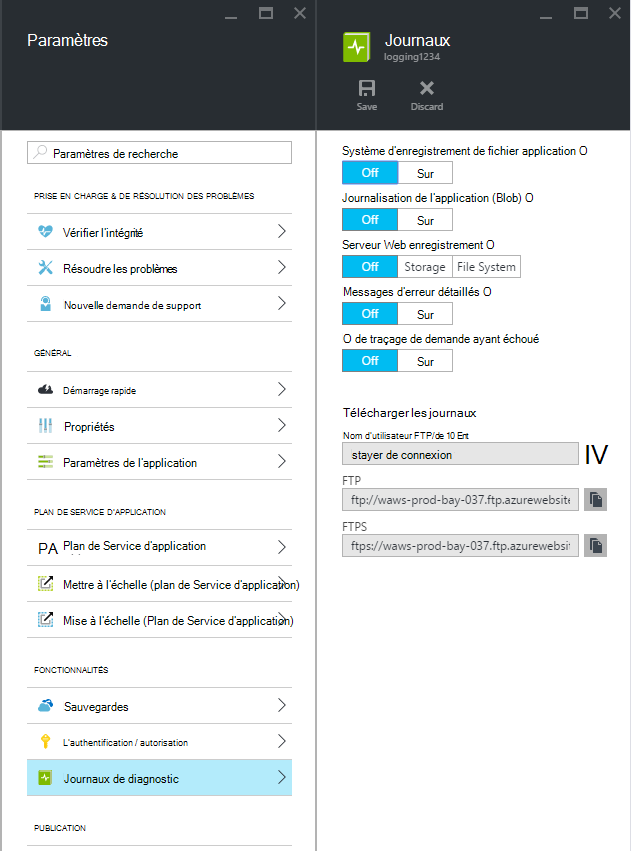 Paramètres
Paramètres de recherche
PRISE EN CHARGE & DE RÉSOLUTION DES PROBLÈMES
Vérifier l'intégrité
Résoudre les problèmes
Nouvelle demande de support
GÉNÉRAL
Démarrage rapide
Propriétés
Paramètres de l'application
PLAN DE SERVICE D'APPLICATION
PA Plan de Service d'application
Mettre à l'échelle (plan de Service d'application)
Mise à l'échelle (Plan de Service d'application)
FONCTIONNALITÉS
Sauvegardes
L'authentification / autorisation
Journaux de diagnostic
PUBLICATION
Journaux
logging1234
Save Discard
Système d'enregistrement de fichier application O
Off Sur
Journalisation de l'application (Blob) O
Off Sur
Serveur Web enregistrement O
Off Storage File System
Messages d'erreur détaillés O
Off Sur
O de traçage de demande ayant échoué
Off Sur
Télécharger les journaux
Nom d'utilisateur FTP/de 10 Ent
stayer de connexion IV
FTP
ftp://waws-prod-bay-037.ftp.azurewebsite
FTPS
ftps://waws-prod-bay-037.ftp.azurewebsi